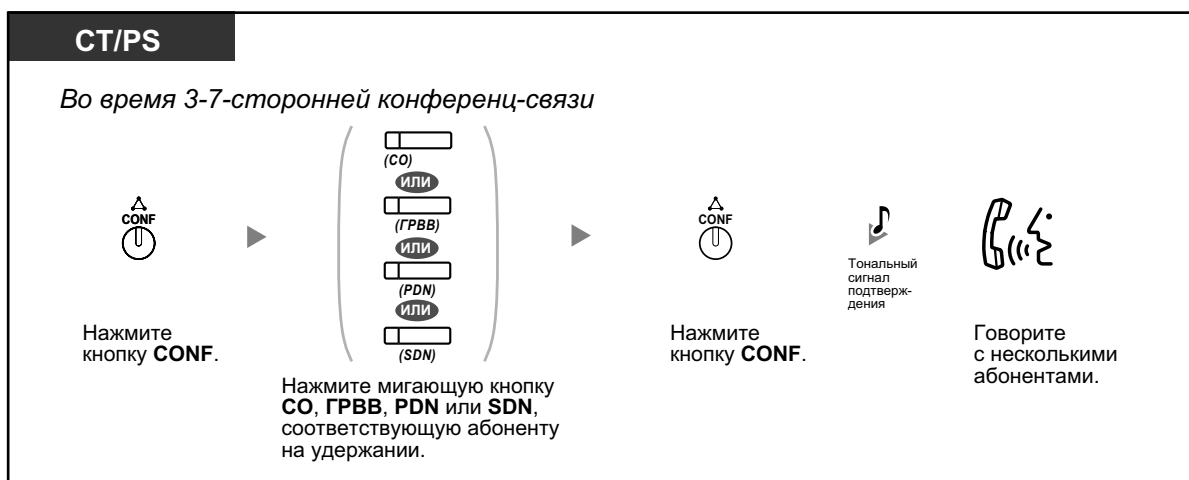 СТ/PS
Во время 3-7-сторонней конференц-связи
(CO)
ИЛИ
(ГРВВ)
ИЛИ
(PDN)
ИЛИ
(SDN)
CONF
Нажмите
кнопку CONF.
Нажмите мигающую кнопку
CO, ГРВВ, PDN или SDN,
соответствующую абоненту
на удержании.
CONF
Нажмите
кнопку CONF.
Тональный
сигнал
подтверж-
дения
Говорите
с несколькими
абонентами.